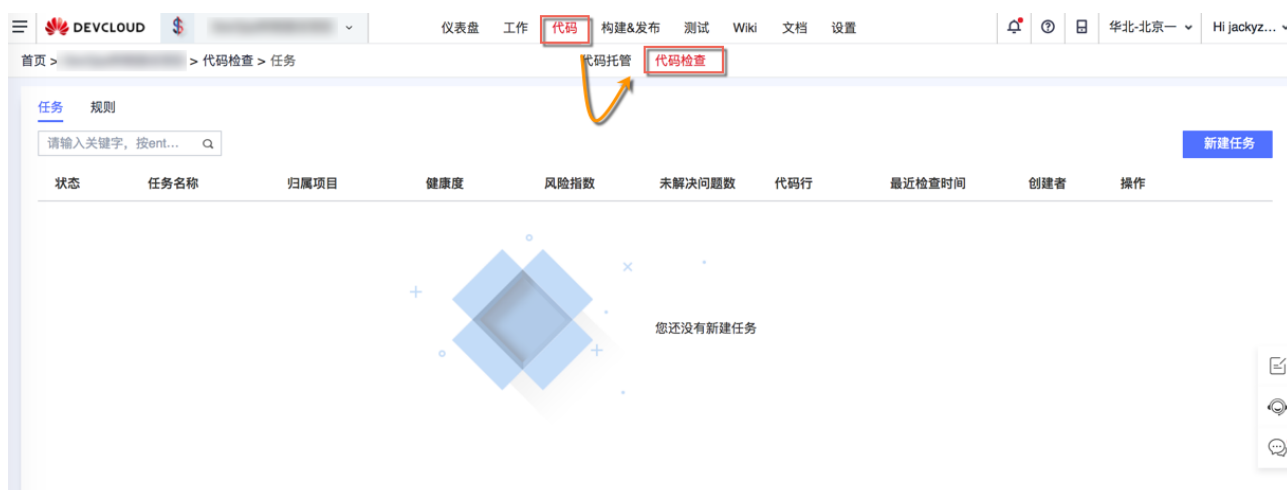 DEVCLOUD 仪表盘 工作 代码 构建&发布 测试 Wiki 文档 设置 华北-北京一 Hi jackyz...
首页 > > 代码检查 > 任务 代码托管 代码检查
任务 规则
请输入关键字，按ent... 新建任务
状态 任务名称 归属项目 健康度 风险指数 未解决问题数 代码行 最近检查时间 创建者 操作
您还没有新建任务